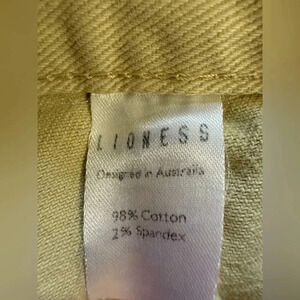 LIONESS
Designed in Australia
98% Cotton
2% Spandex